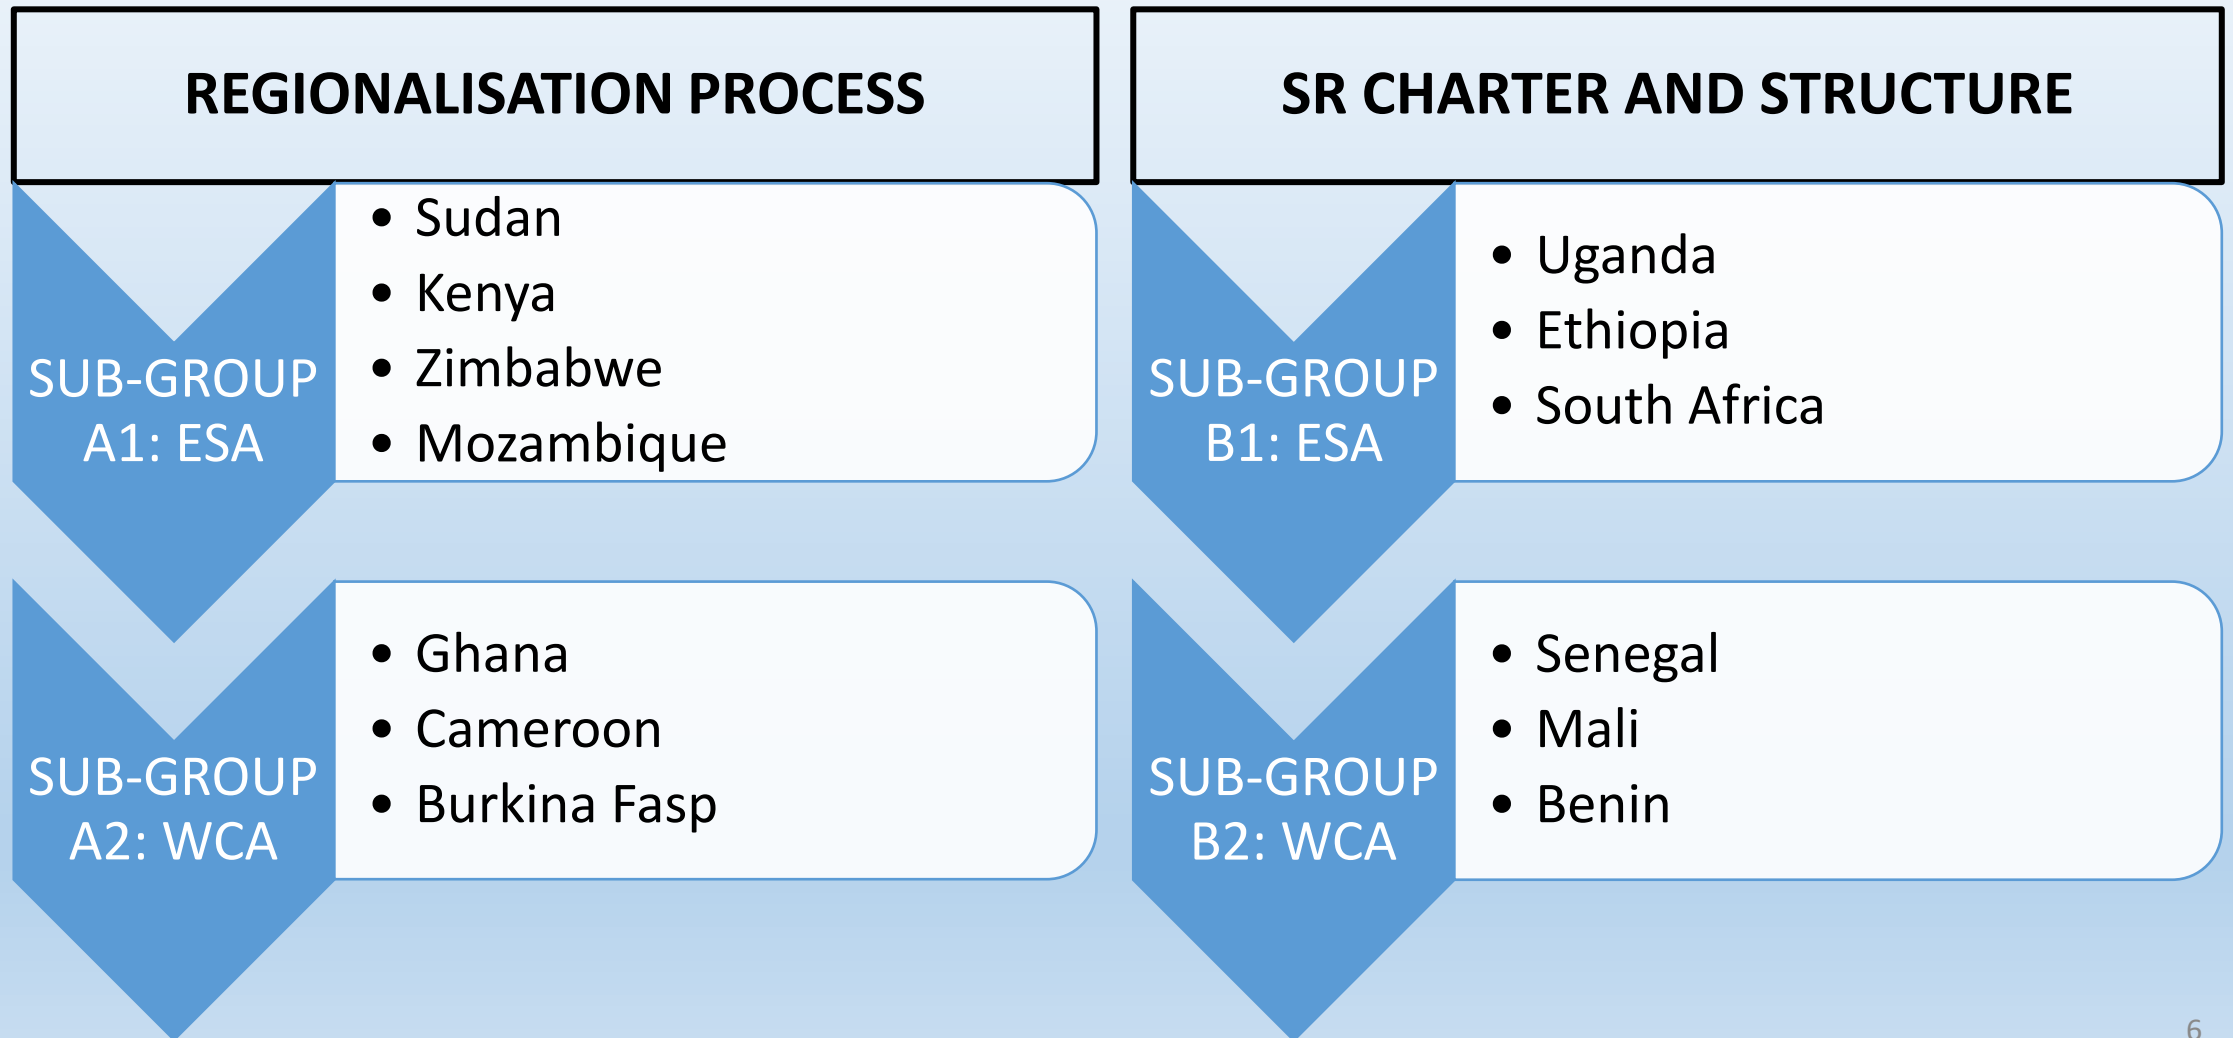 REGIONALISATION PROCESS
SUB-GROUP
A1: ESA
• Sudan
• Kenya
• Zimbabwe
• Mozambique
SUB-GROUP
A2: WCA
• Ghana
• Cameroon
• Burkina Fasp
SR CHARTER AND STRUCTURE
SUB-GROUP
B1: ESA
• Uganda
• Ethiopia
• South Africa
SUB-GROUP
B2: WCA
• Senegal
• Mali
• Benin
6